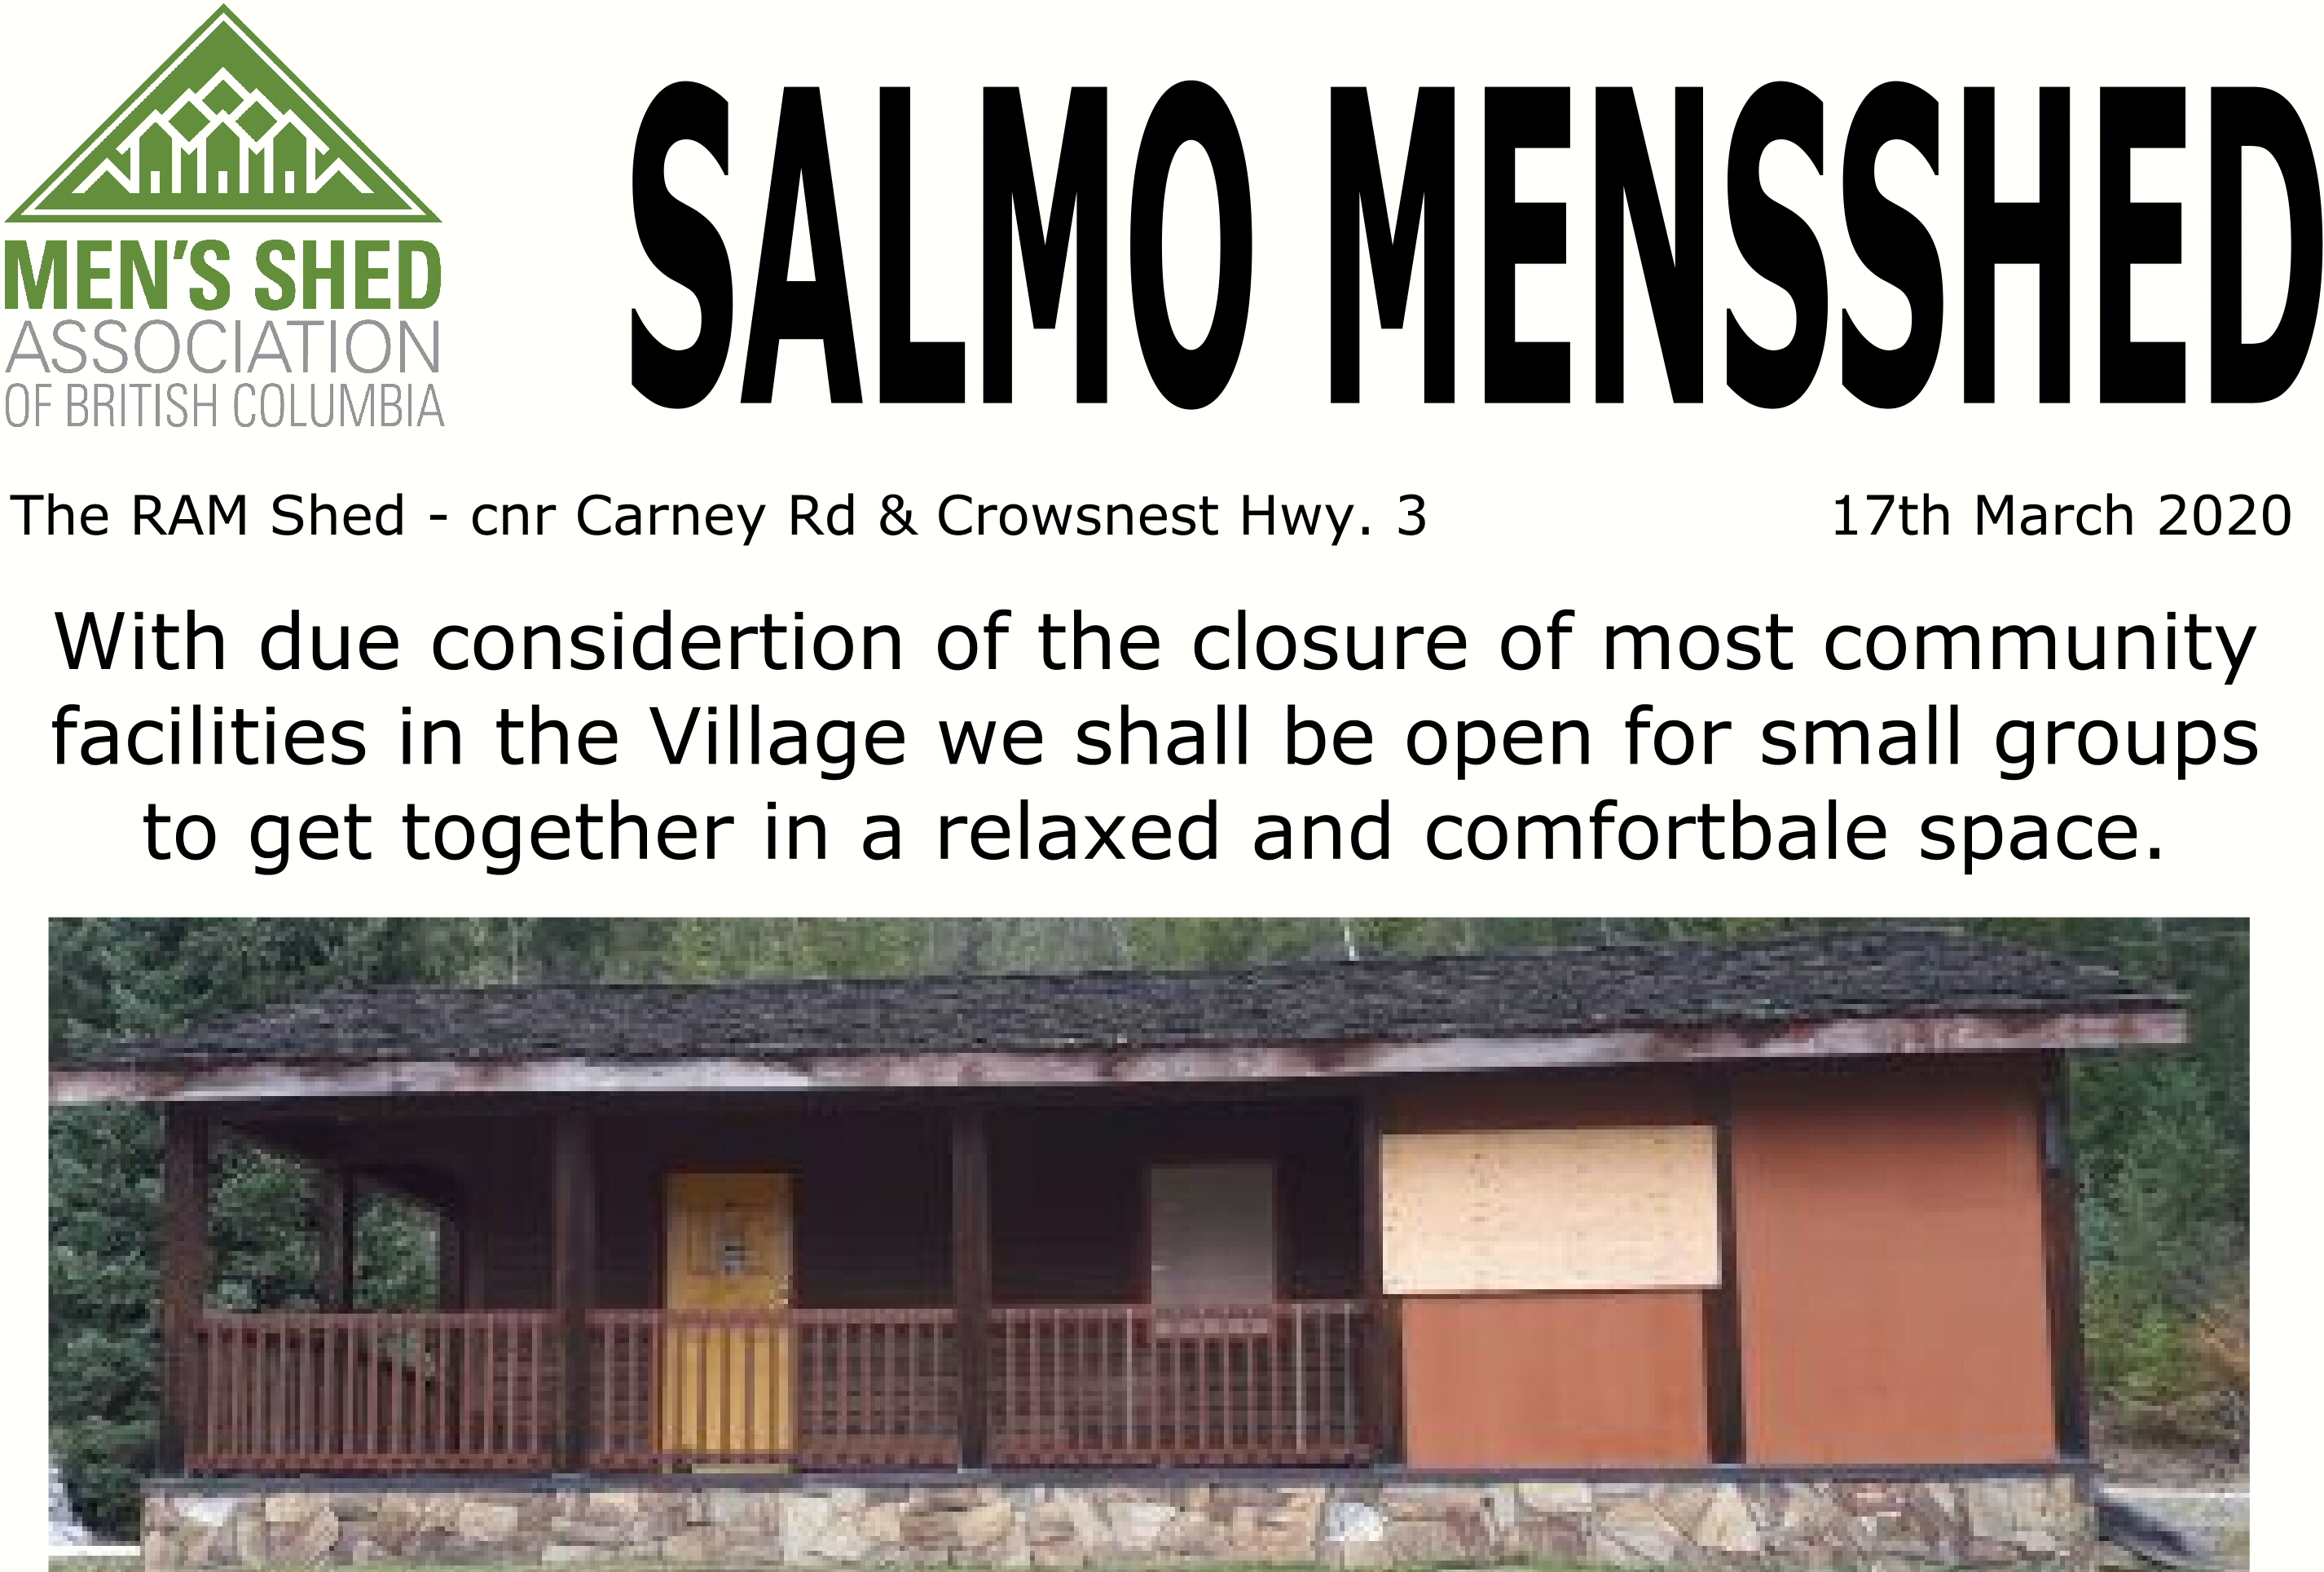 MEN'S SHED
ASSOCIATION
OF BRITISH COLUMBIA
SALMO MENSSHED
The RAM Shed - cnr Carney Rd & Crowsnest Hwy. 3
17th March 2020
With due considertion of the closure of most community
facilities in the Village we shall be open for small groups
to get together in a relaxed and comfortbale space.